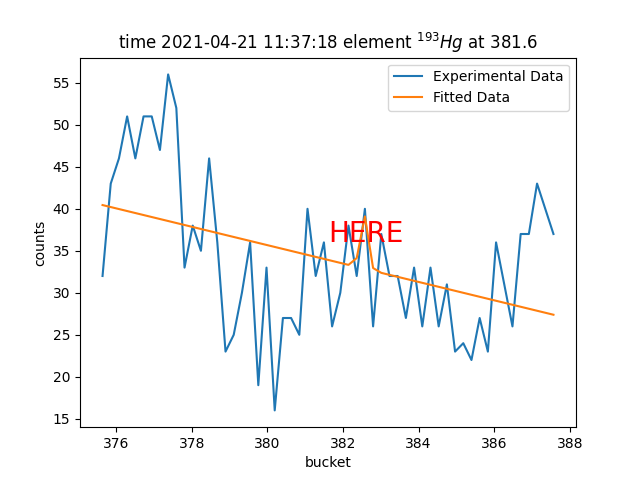 time 2021-04-21 11:37:18 element ¹⁹³Hg at 381.6
Experimental Data
Fitted Data
55
50
45
40
35
30
25
20
15
counts
HERE
376 378 380 382 384 386 388
bucket